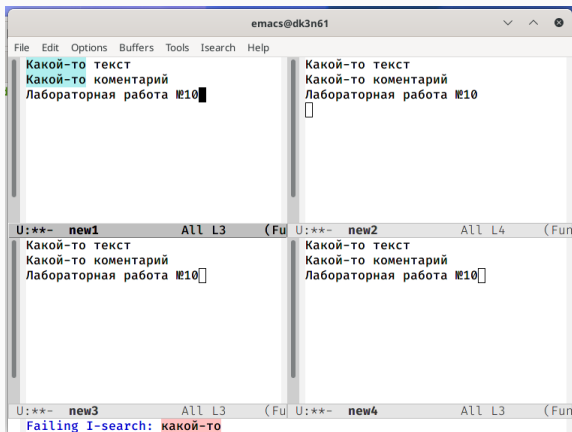 emacs@dk3n61
File Edit Options Buffers Tools Isearch Help
Какой-то текст
Какой-то коментарий
Лабораторная работа №10
U:**- new1 All L3 (Fu
Какой-то текст
Какой-то коментарий
Лабораторная работа №10
U:**- new2 All L4 (Fun
Какой-то текст
Какой-то коментарий
Лабораторная работа №10
U:**- new3 All L3 (Fu
Какой-то текст
Какой-то коментарий
Лабораторная работа №10
U:**- new4 All L3 (Fun
Failing I-search: какой-то